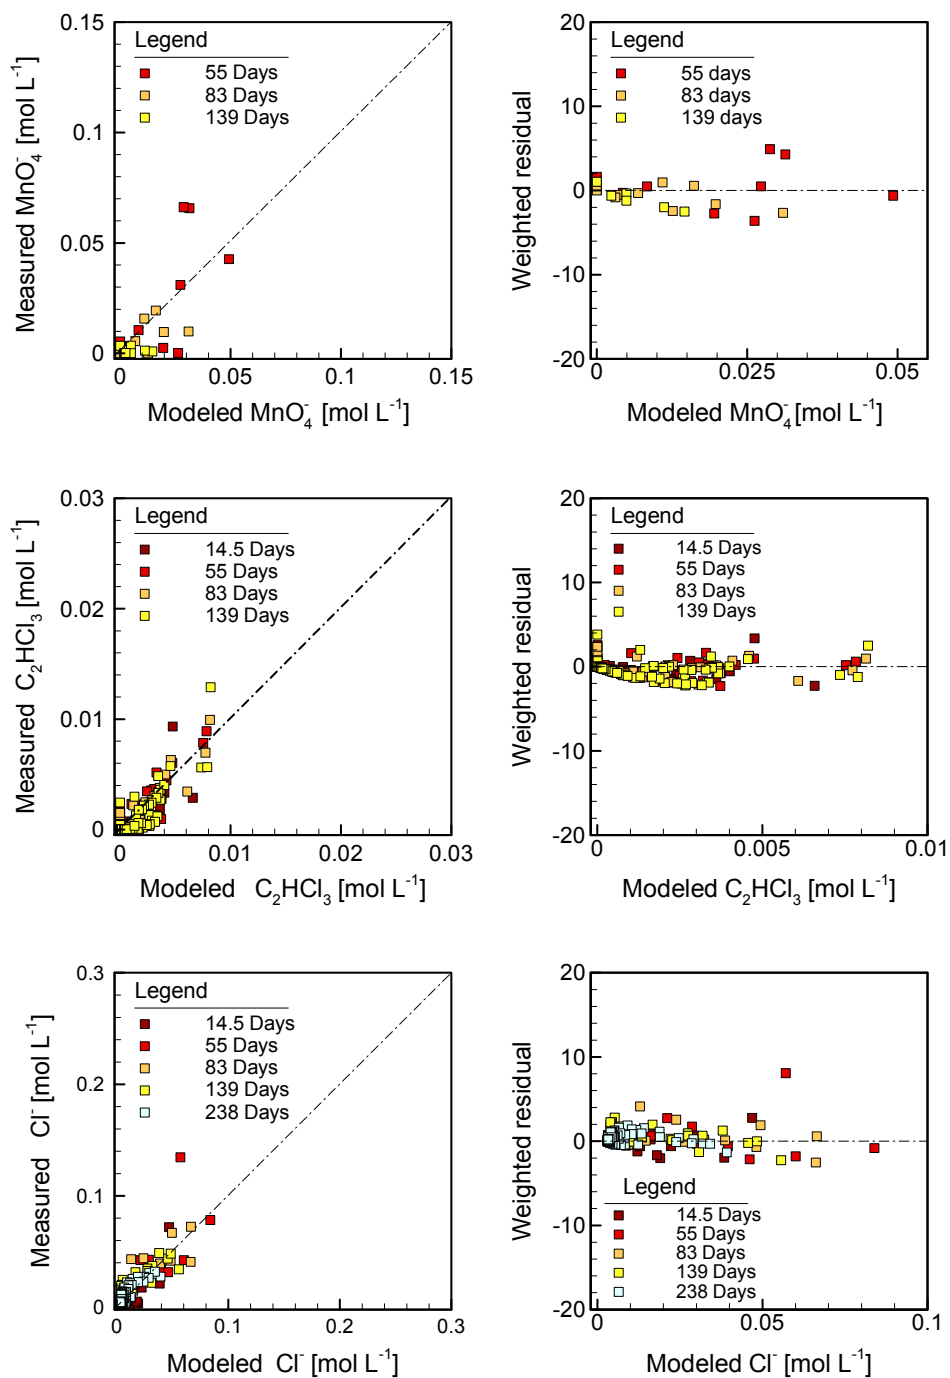 0.15
0.1
0.05
0
0
0.05
0.1
0.15
Measured MnO₄⁻ [mol L⁻¹]
Modeled MnO₄⁻ [mol L⁻¹]
Legend
55 Days
83 Days
139 Days
20
10
0
-10
-20
0
0.025
0.05
Weighted residual
Modeled MnO₄⁻ [mol L⁻¹]
Legend
55 days
83 days
139 days
0.03
0.02
0.01
0
0
0.01
0.02
0.03
Measured C₂HCl₃ [mol L⁻¹]
Modeled C₂HCl₃ [mol L⁻¹]
Legend
14.5 Days
55 Days
83 Days
139 Days
20
10
0
-10
-20
0
0.005
0.01
Weighted residual
Modeled C₂HCl₃ [mol L⁻¹]
Legend
14.5 Days
55 Days
83 Days
139 Days
0.3
0.2
0.1
0
0
0.1
0.2
0.3
Measured Cl⁻ [mol L⁻¹]
Modeled Cl⁻ [mol L⁻¹]
Legend
14.5 Days
55 Days
83 Days
139 Days
238 Days
20
10
0
-10
-20
0
0.05
0.1
Weighted residual
Modeled Cl⁻ [mol L⁻¹]
Legend
14.5 Days
55 Days
83 Days
139 Days
238 Days